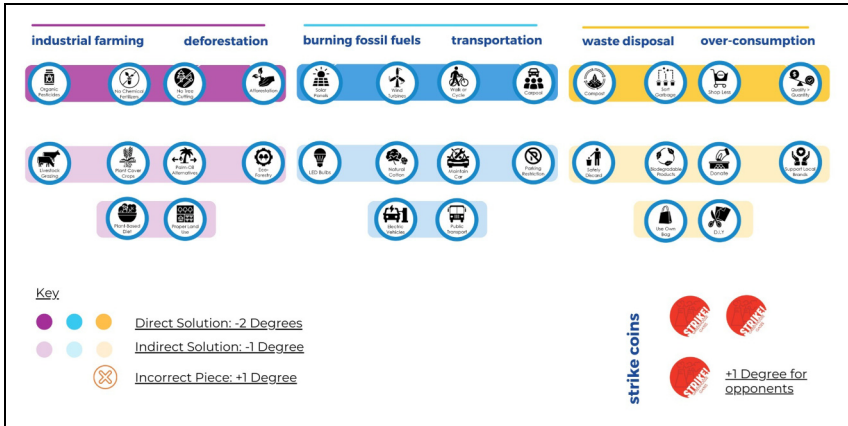 industrial farming
deforestation
burning fossil fuels
transportation
waste disposal
over-consumption
Organic
Pesticides
No Chemical
Fertilizers
No Tree
Cutting
Afforestation
Solar
Panels
Wind
Turbines
Walk or
Cycle
Carpool
Compost
Sort
Garbage
Shop Less
Quality >
Quantity
Livestock
Grazing
Plant Cover
Crops
Palm Oil
Alternatives
Eco-
Forestry
LED Bulbs
Natural
Cotton
Maintain
Car
Parking
Restriction
Safely
Discard
Biodegradable
Products
Donate
Support Local
Brands
Plant-Based
Diet
Proper Land
Use
Electric
Vehicles
Public
Transport
Use Own
Bag
D.I.Y
Key
Direct Solution: -2 Degrees
Indirect Solution: -1 Degree
Incorrect Piece: +1 Degree
strike coins
STRIKE!
STRIKE!
STRIKE!
+1 Degree for
opponents